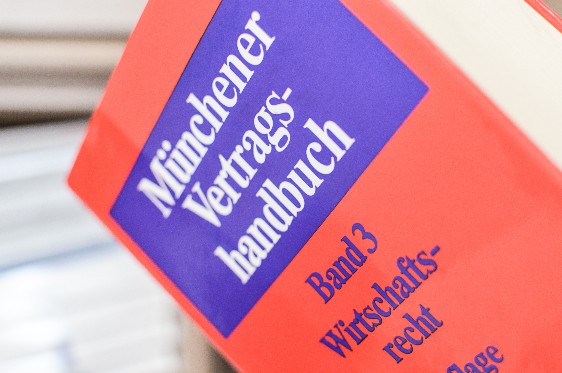 Münchener
Vertrags-
handbuch
Band 3
Wirtschafts-
recht